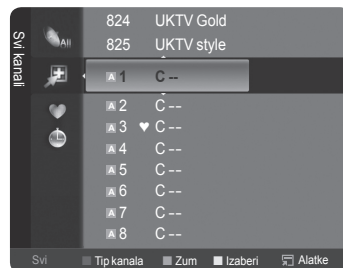 Svi kanali
All
824 UKTV Gold
825 UKTV style
A 1 C --
A 2 C --
A 3 ♥ C --
A 4 C --
A 5 C --
A 6 C --
A 7 C --
A 8 C --
Svi Tip kanala Zum Izaberi Alatke